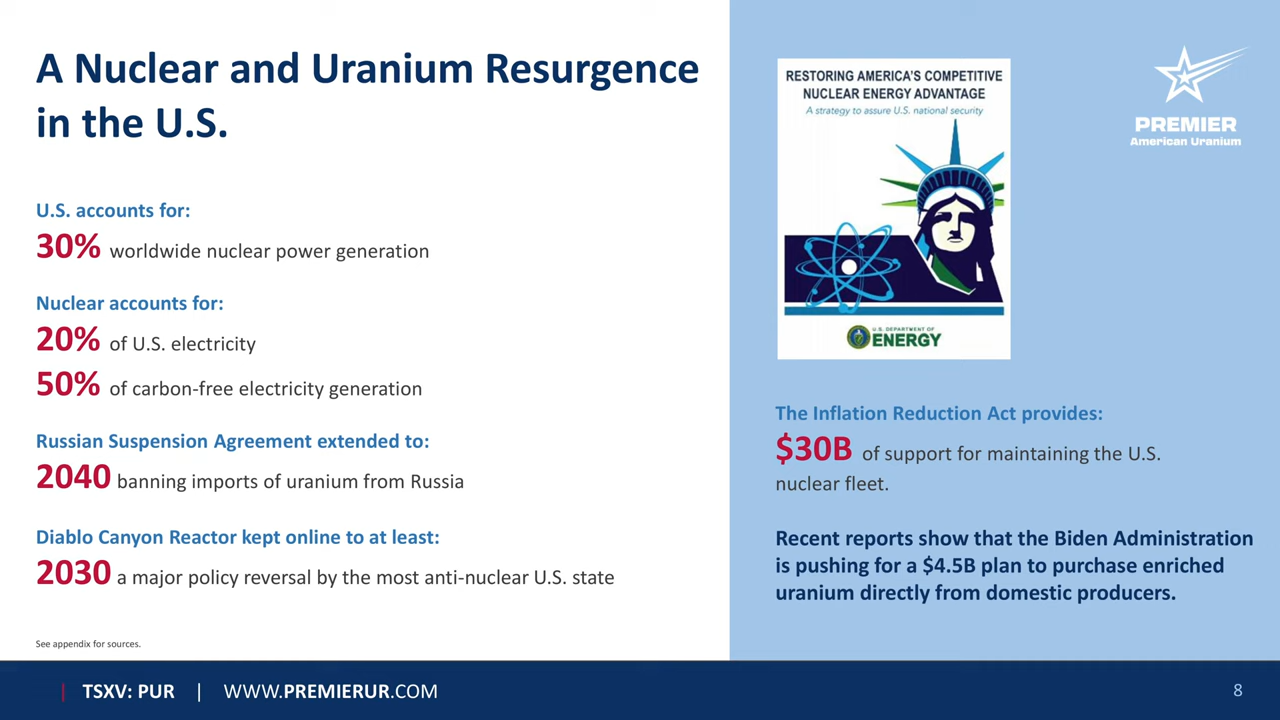 A Nuclear and Uranium Resurgence
in the U.S.
U.S. accounts for:
30% worldwide nuclear power generation
Nuclear accounts for:
20% of U.S. electricity
50% of carbon-free electricity generation
Russian Suspension Agreement extended to:
2040 banning imports of uranium from Russia
Diablo Canyon Reactor kept online to at least:
2030 a major policy reversal by the most anti-nuclear U.S. state
See appendix for sources.
RESTORING AMERICA'S COMPETITIVE
NUCLEAR ENERGY ADVANTAGE
A strategy to assure U.S. national security
U.S. DEPARTMENT OF
ENERGY
PREMIER
American Uranium
The Inflation Reduction Act provides:
$30B of support for maintaining the U.S.
nuclear fleet.
Recent reports show that the Biden Administration
is pushing for a $4.5B plan to purchase enriched
uranium directly from domestic producers.
| TSXV: PUR | WWW.PREMIERUR.COM
8